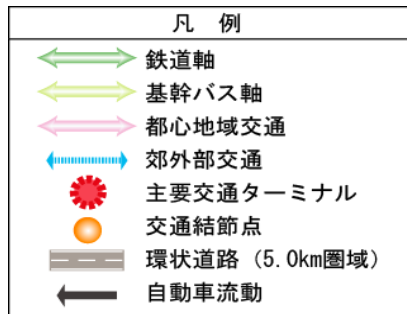 凡 例
鉄道軸
基幹バス軸
都心地域交通
郊外部交通
主要交通ターミナル
交通結節点
環状道路（5.0km圏域）
自動車流動